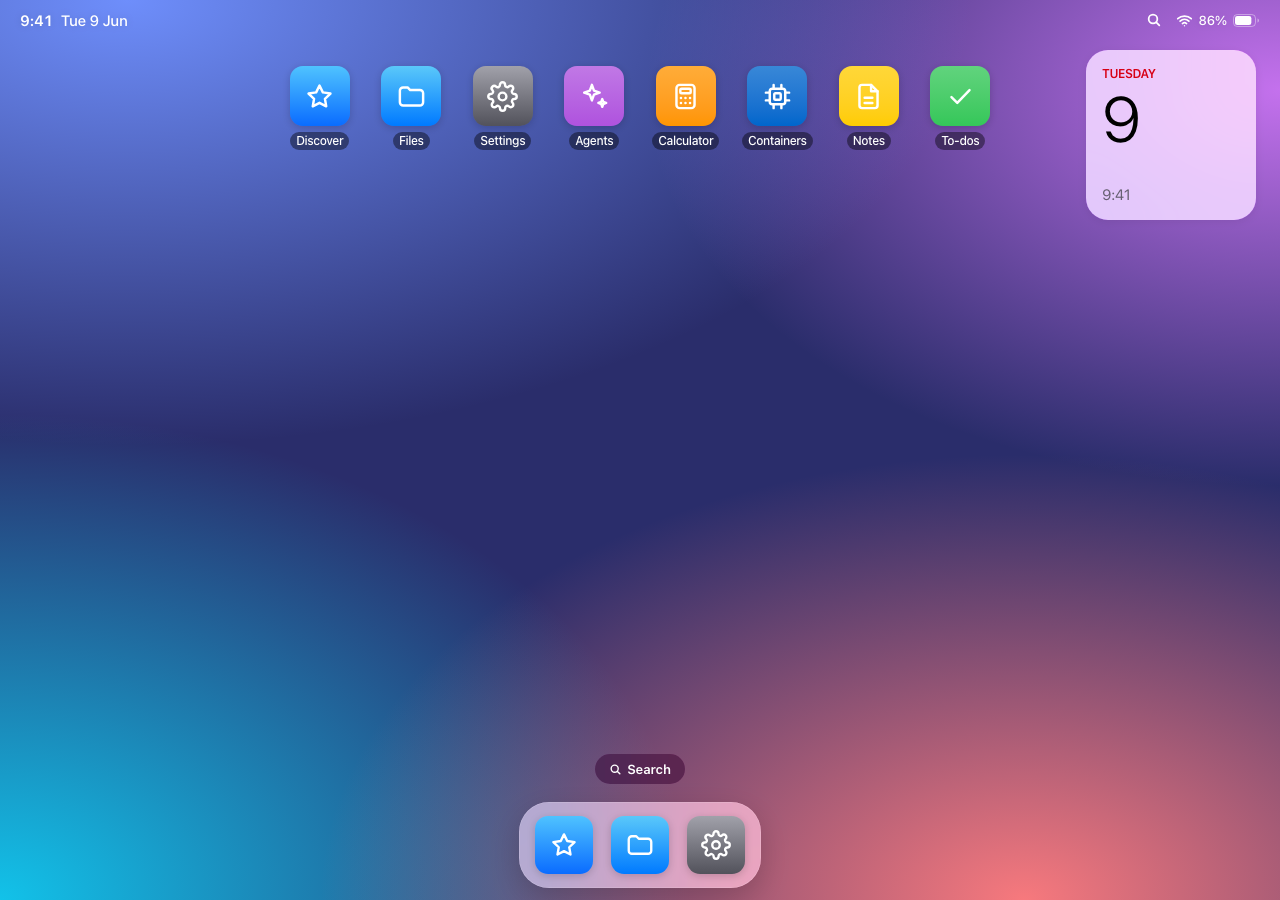 9:41 Tue 9 Jun
86%
Discover
Files
Settings
Agents
Calculator
Containers
Notes
To-dos
TUESDAY
9
9:41
Search